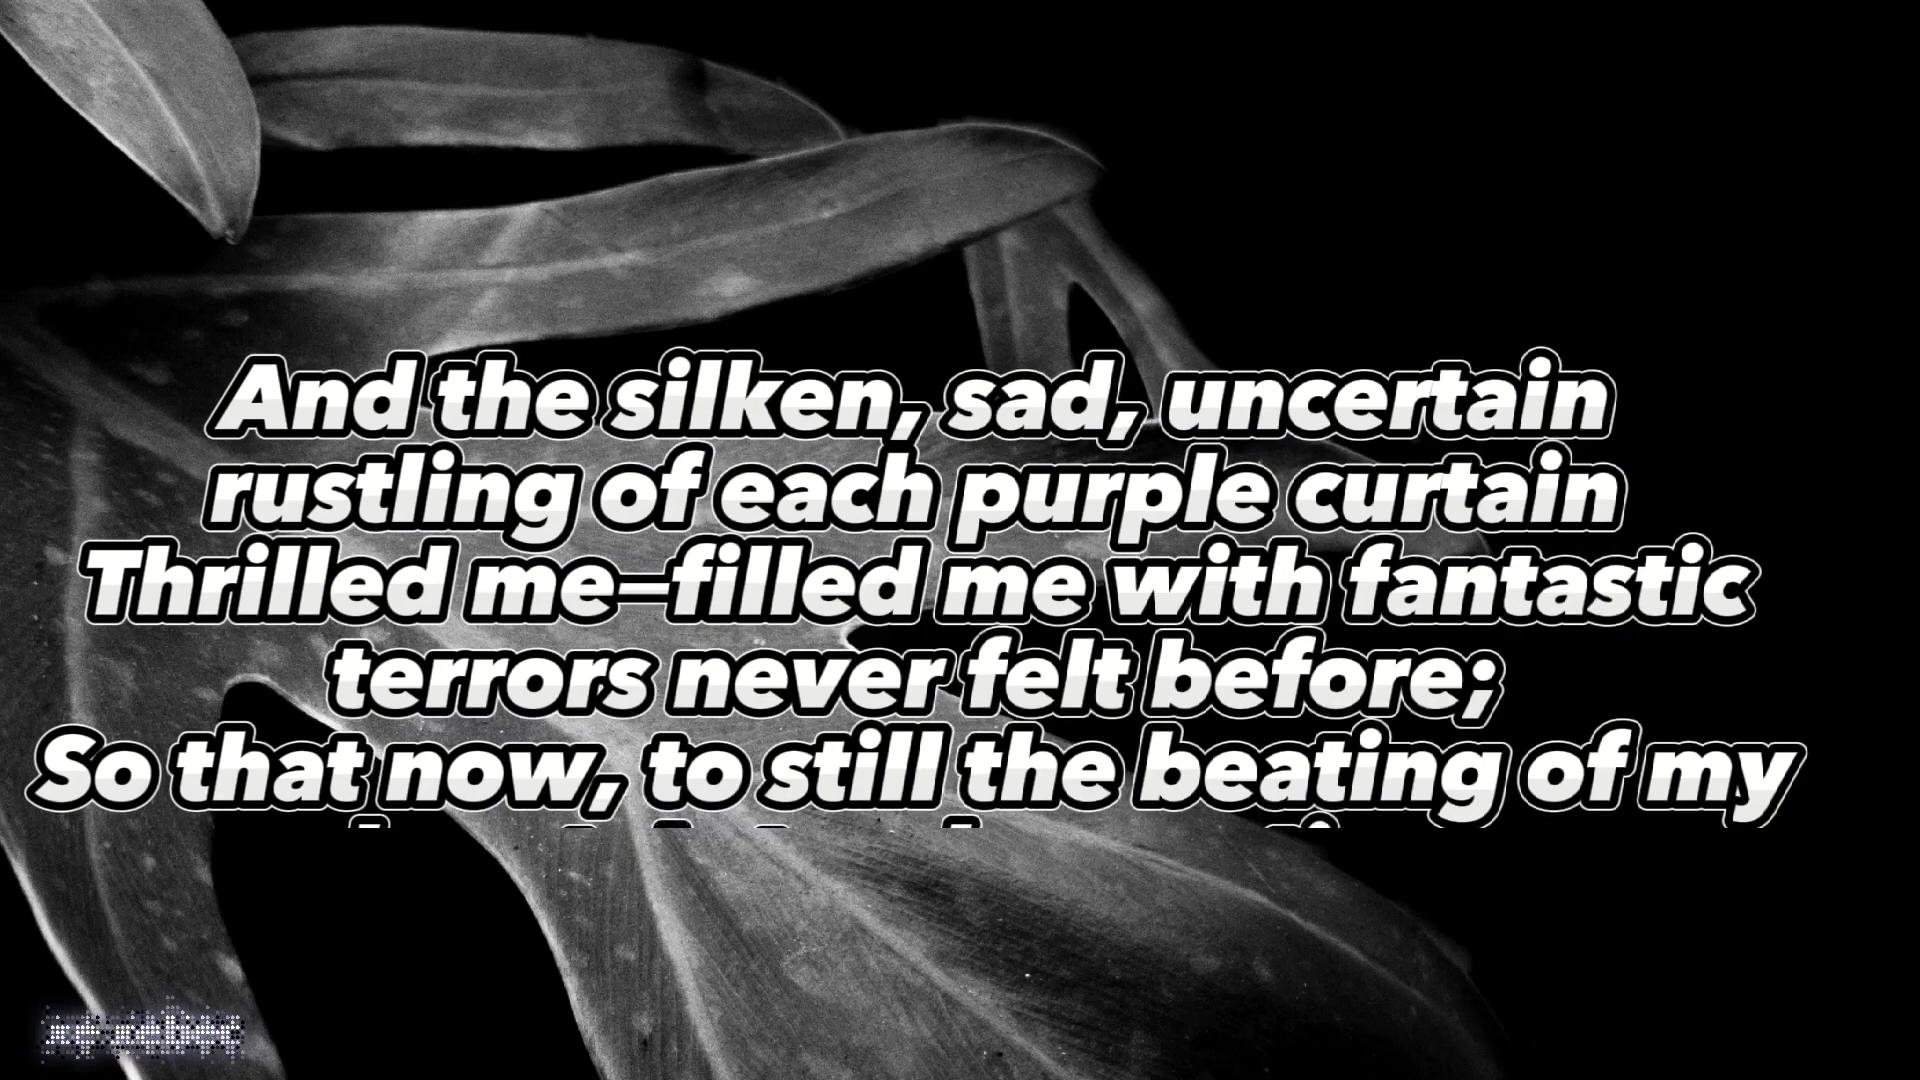 And the silken, sad, uncertain
rustling of each purple curtain
Thrilled me—filled me with fantastic
terrors never felt before;
So that now, to still the beating of my